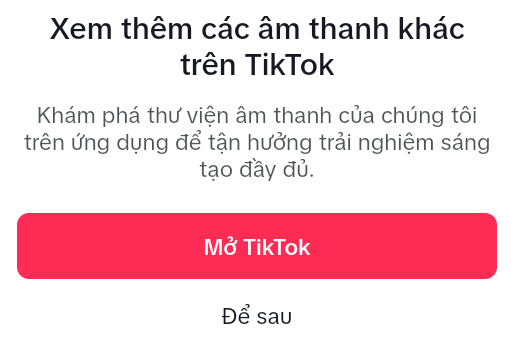 Xem thêm các âm thanh khác
trên TikTok
Khám phá thư viện âm thanh của chúng tôi
trên ứng dụng để tận hưởng trải nghiệm sáng
tạo đầy đủ.
Mở TikTok
Để sau